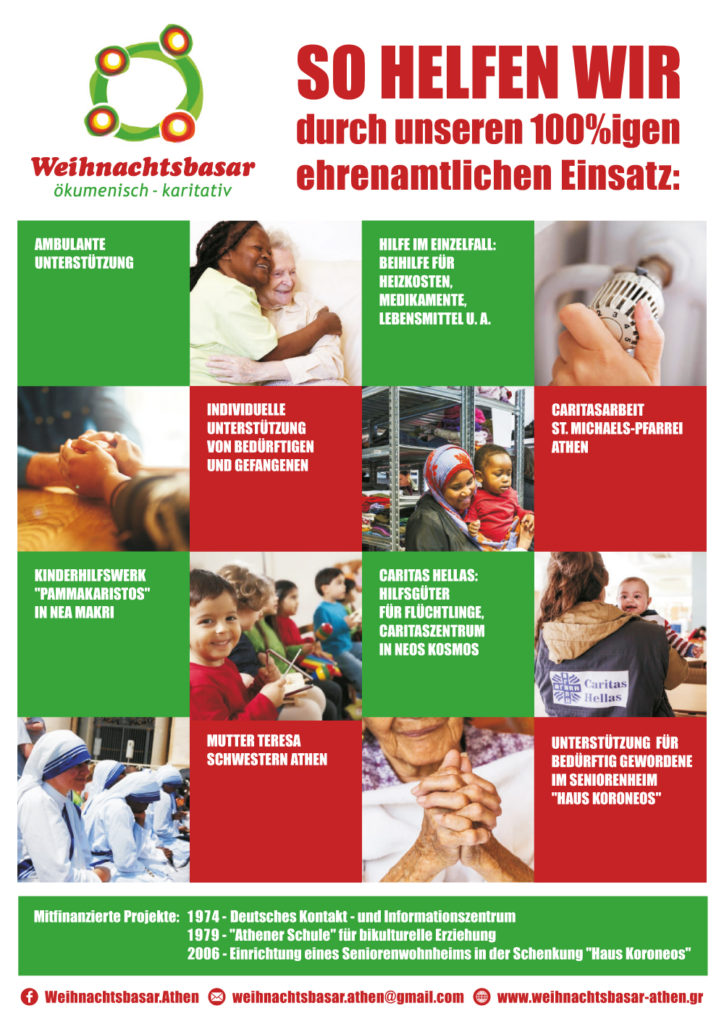 Weihnachtsbasar
ökumenisch - karitativ
SO HELFEN WIR
durch unseren 100%igen
ehrenamtlichen Einsatz:
AMBULANTE
UNTERSTÜTZUNG
HILFE IM EINZELFALL:
BEIHILFE FÜR
HEIZKOSTEN,
MEDIKAMENTE,
LEBENSMITTEL U. A.
INDIVIDUELLE
UNTERSTÜTZUNG
VON BEDÜRFTIGEN
UND GEFANGENEN
CARITASARBEIT
ST. MICHAELS-PFARREI
ATHEN
KINDERHILFSWERK
"PAMMAKARISTOS"
IN NEA MAKRI
CARITAS HELLAS:
HILFSGÜTER
FÜR FLÜCHTLINGE,
CARITASZENTRUM
IN NEOS KOSMOS
Caritas
Hellas
MUTTER TERESA
SCHWESTERN ATHEN
UNTERSTÜTZUNG FÜR
BEDÜRFTIG GEWORDENE
IM SENIORENHEIM
"HAUS KORONEOS"
Mitfinanzierte Projekte: 1974 - Deutsches Kontakt - und Informationszentrum
1979 - "Athener Schule" für bikulturelle Erziehung
2006 - Einrichtung eines Seniorenwohnheims in der Schenkung "Haus Koroneos"
Weihnachtsbasar.Athen weihnachtsbasar.athen@gmail.com www.weihnachtsbasar-athen.gr